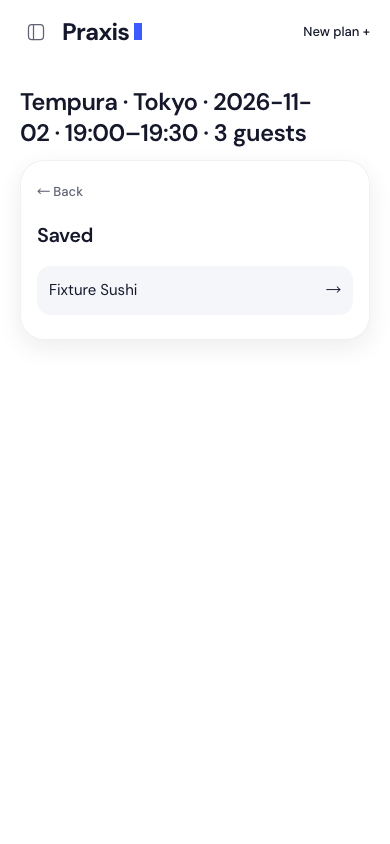 Praxis
New plan +
Tempura · Tokyo · 2026-11-
02 · 19:00–19:30 · 3 guests
← Back
Saved
Fixture Sushi →